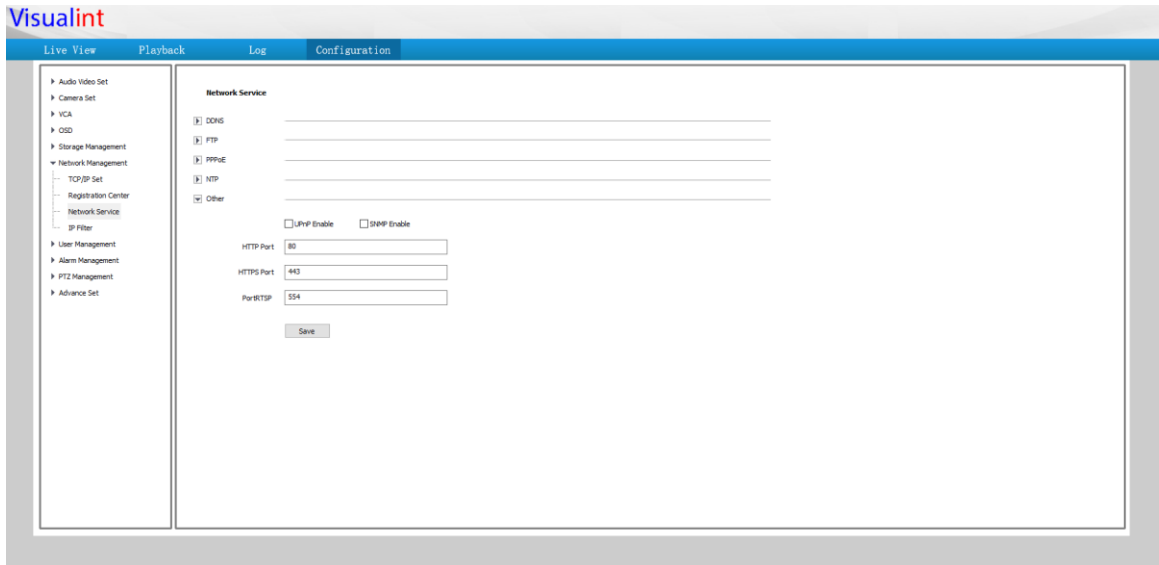 Visualint
Live View Playback Log Configuration
Audio Video Set
Camera Set
VCA
OSD
Storage Management
Network Management
TCP/IP Set
Registration Center
Network Service
IP Filter
User Management
Alarm Management
PTZ Management
Advance Set
Network Service
DDNS
FTP
PPPoE
NTP
Other
UPnP Enable SNMP Enable
HTTP Port 80
HTTPS Port 443
PortRTSP 554
Save